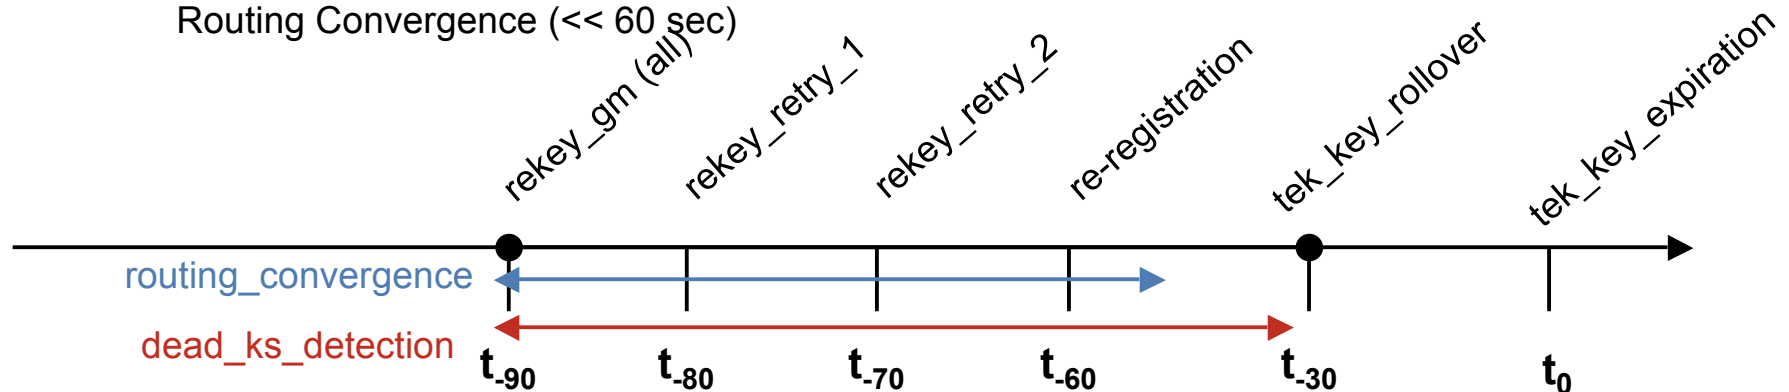 Routing Convergence (<< 60 sec)
rekey_gm (all)
rekey_retry_1
rekey_retry_2
re-registration
tek_key_rollover
tek_key_expiration
routing_convergence
dead_ks_detection
t-90
t-80
t-70
t-60
t-30
t0